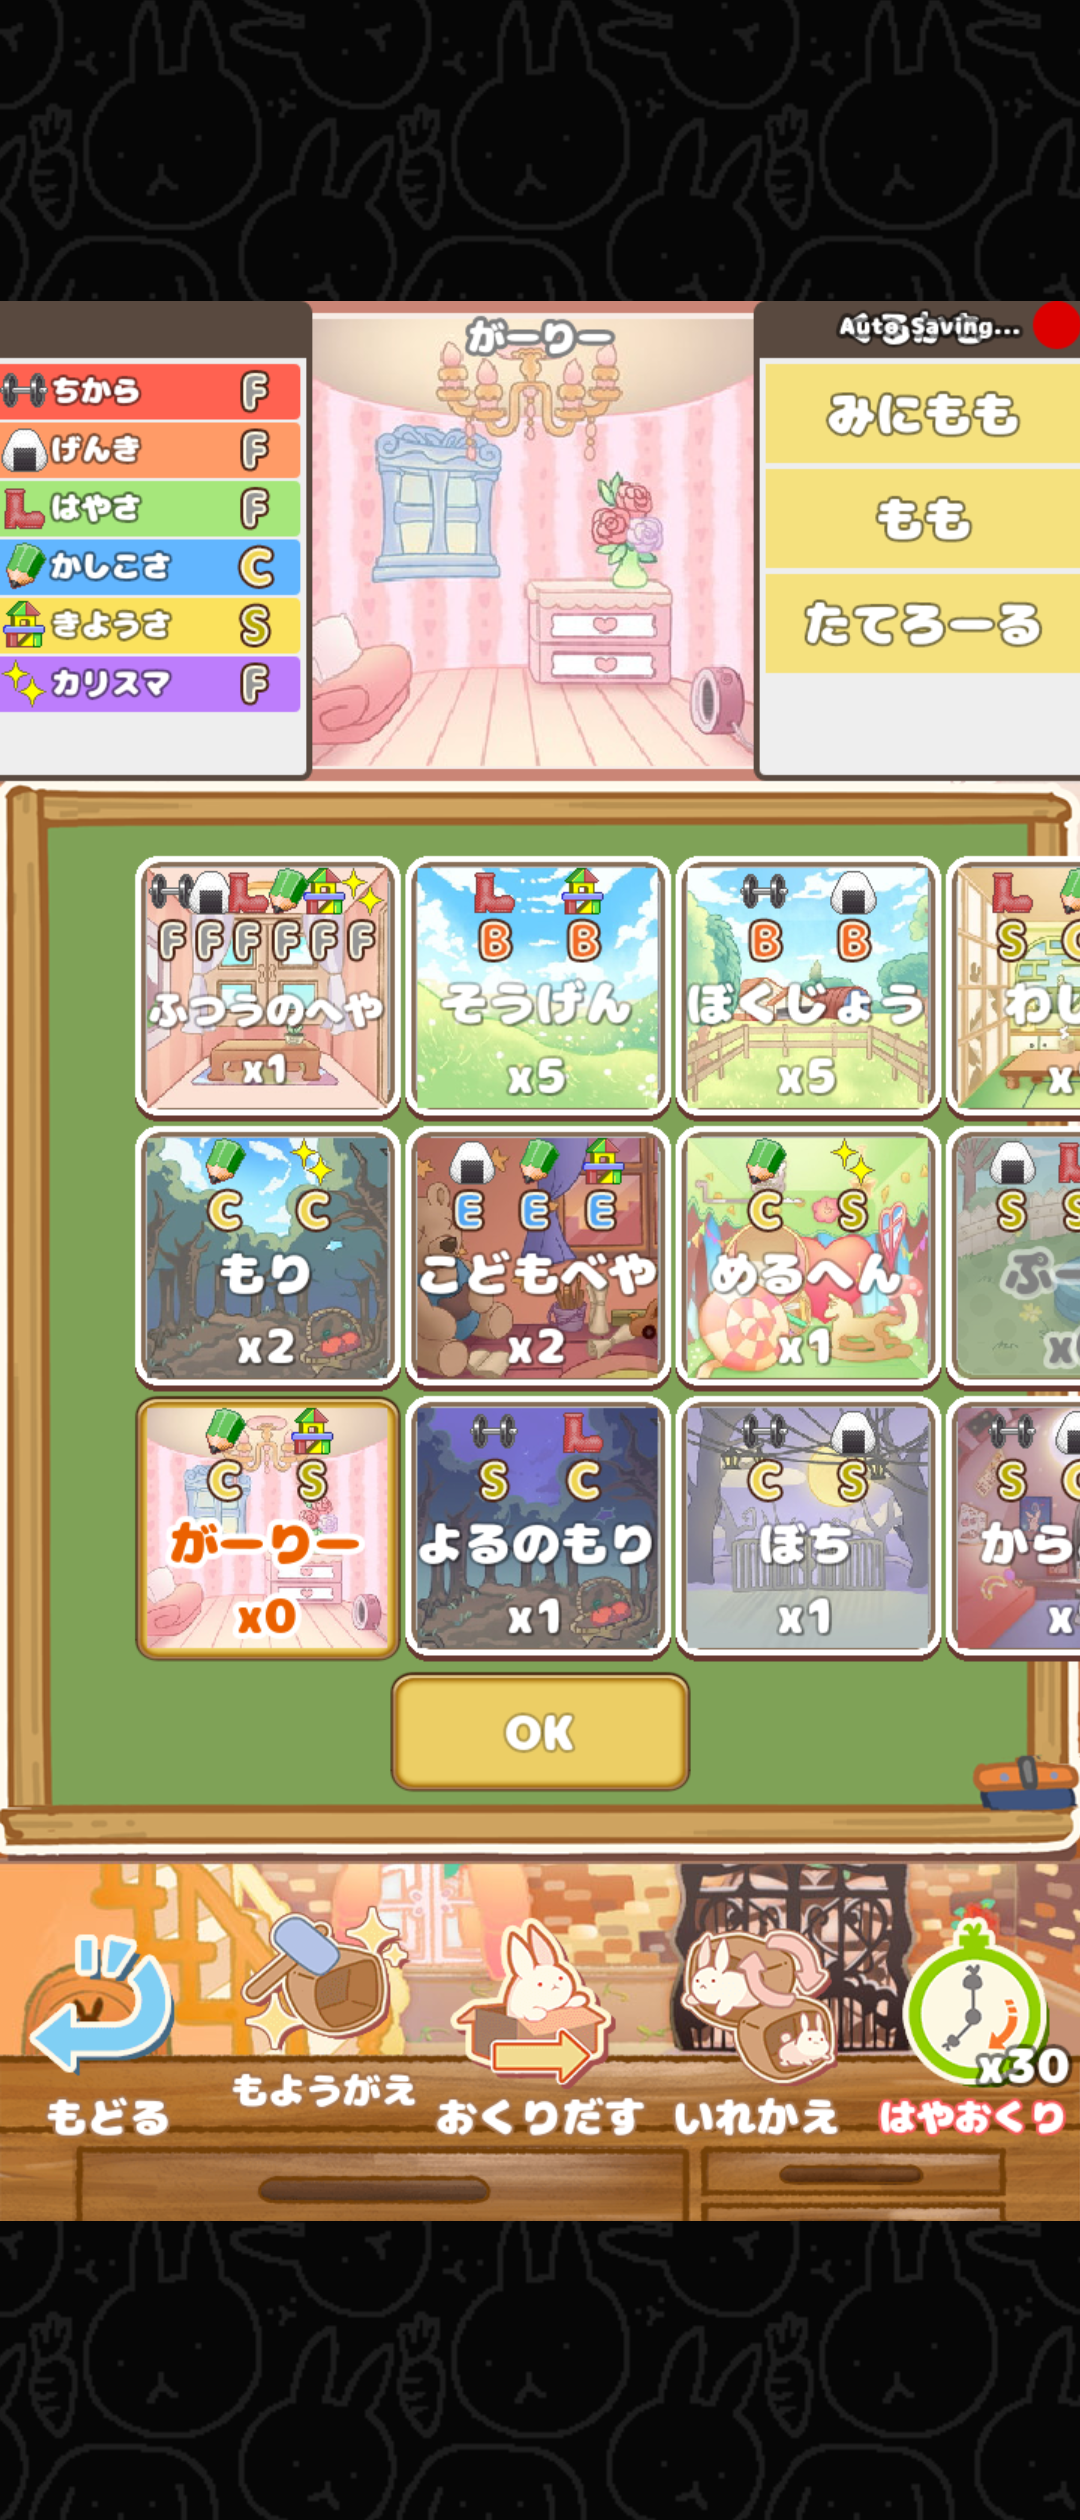 がーりー
Auto Saving...
ちから F
げんき F
はやさ F
かしこさ C
きようさ S
カリスマ F
みにもも
もも
たてろーる
F F F F F F
ふつうのへや
x1
B B
そうげん
x5
B B
ぼくじょう
x5
S
C C
もり
x2
E E E
こどもべや
x2
C S
めるへん
x1
S S
C S
がーりー
x0
S C
よるのもり
x1
C S
ぼち
x1
S
から
OK
もどる
もようがえ
おくりだす
いれかえ
x30
はやおくり